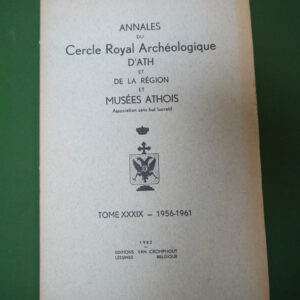 ANNALES
DU
Cercle Royal Archéologique
D'ATH
ET
DE LA RÉGION
ET
MUSÉES ATHOIS
Association sans but lucratif
TOME XXXIX — 1956-1961
1962
EDITIONS VAN CROMPHOUT
LESSINES BELGIQUE